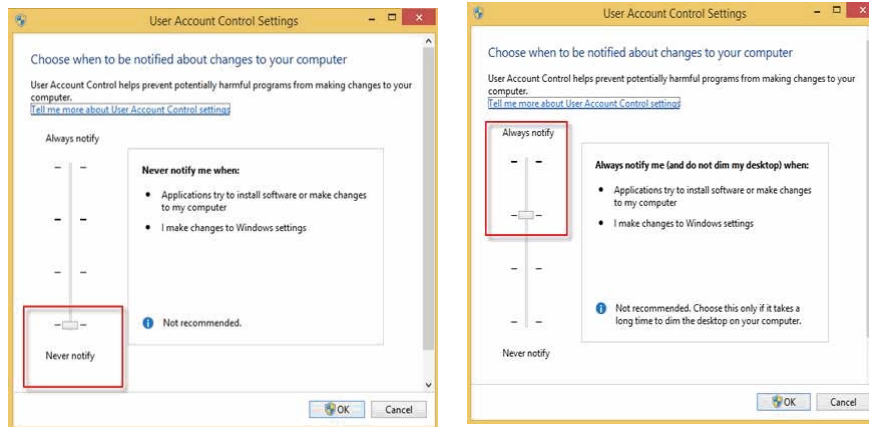 User Account Control Settings
Choose when to be notified about changes to your computer
User Account Control helps prevent potentially harmful programs from making changes to your
computer.
Tell me more about User Account Control settings
Always notify
Never notify me when:
Applications try to install software or make changes
to my computer
I make changes to Windows settings
Not recommended.
Never notify
OK
Cancel
User Account Control Settings
Choose when to be notified about changes to your computer
User Account Control helps prevent potentially harmful programs from making changes to your
computer.
Tell me more about User Account Control settings
Always notify
Always notify me (and do not dim my desktop) when:
Applications try to install software or make changes
to my computer
I make changes to Windows settings
Not recommended. Choose this only if it takes a
long time to dim the desktop on your computer.
Never notify
OK
Cancel